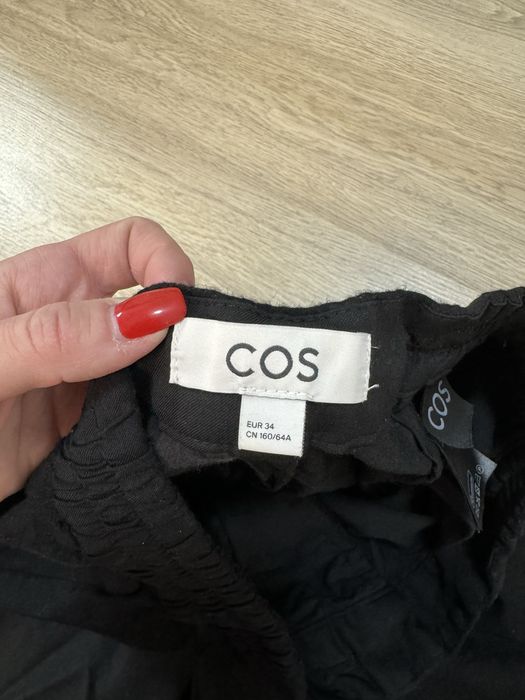 COS
EUR 34
CN 160/64A
COS